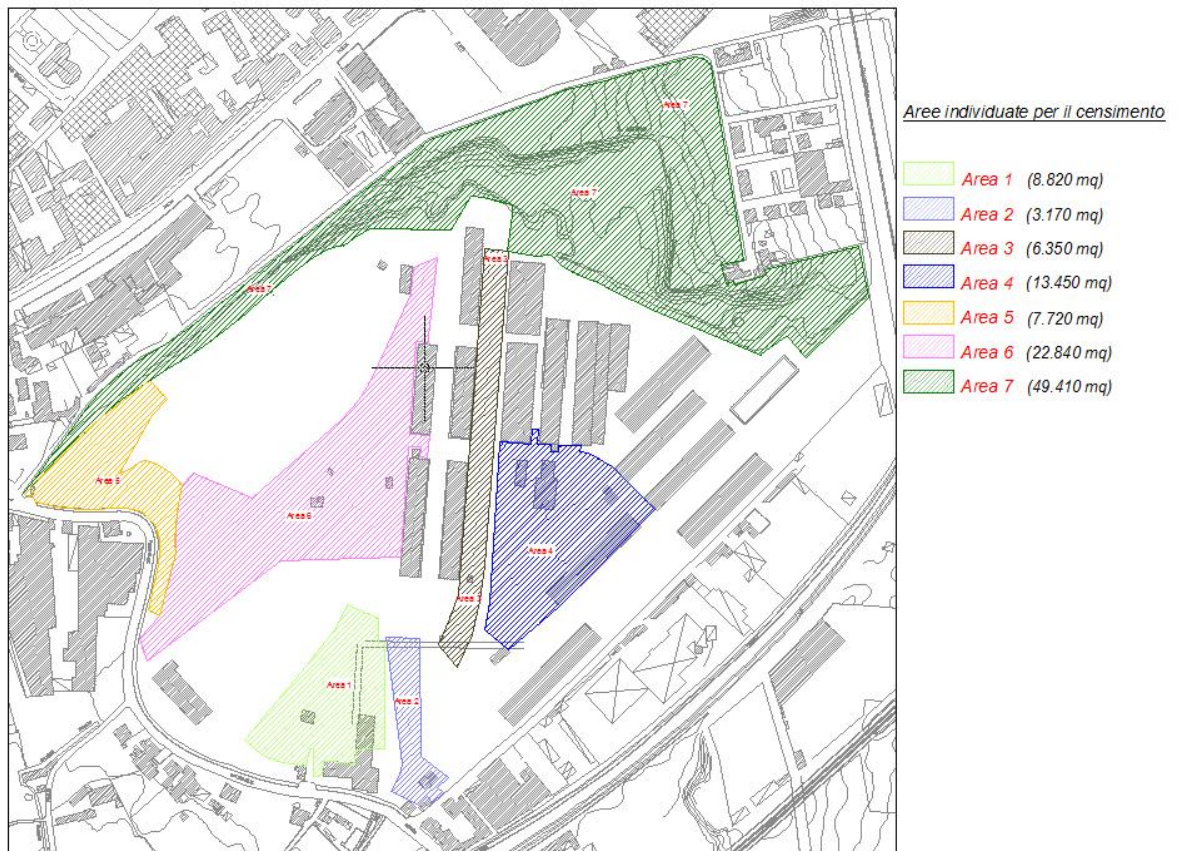 Aree individuate per il censimento
Area 1 (8.820 mq)
Area 2 (3.170 mq)
Area 3 (6.350 mq)
Area 4 (13.450 mq)
Area 5 (7.720 mq)
Area 6 (22.840 mq)
Area 7 (49.410 mq)
Area 7
Area 7
Area 3
Area 7
Area 5
Area 6
Area 4
Area 3
Area 1
Area 2